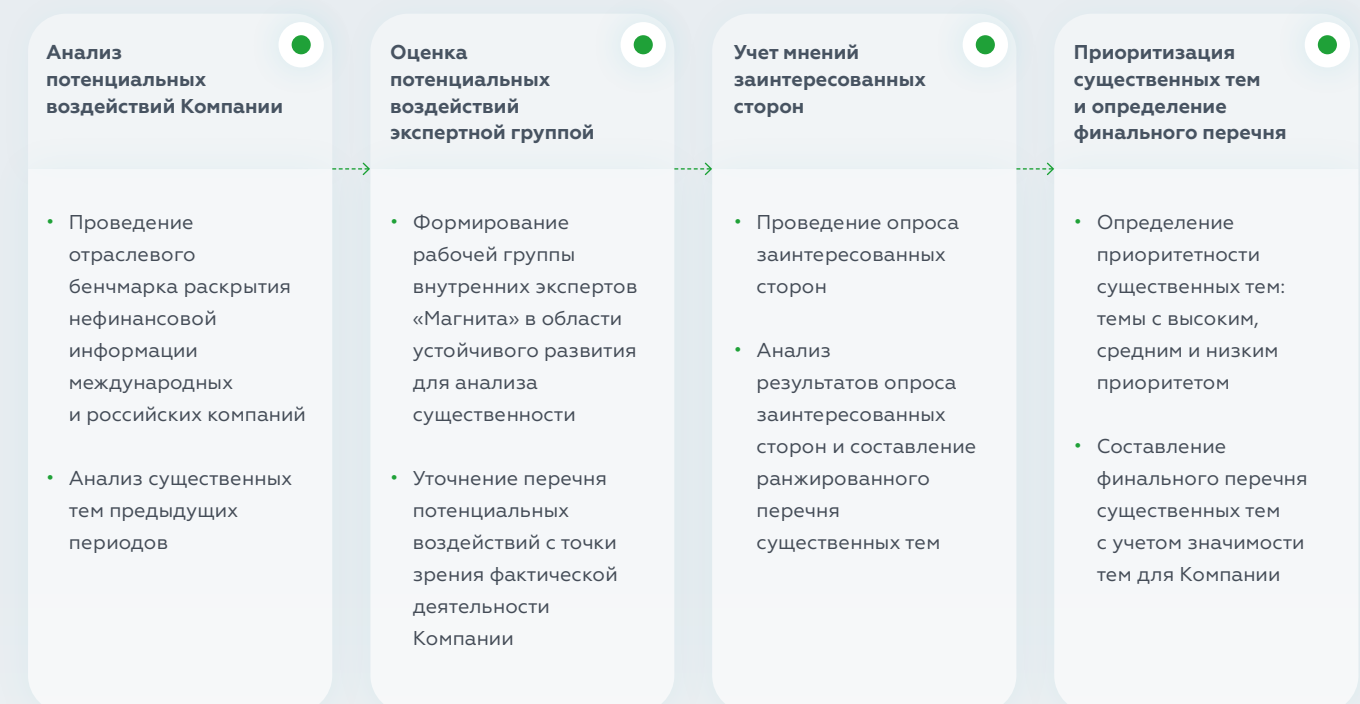 Анализ
потенциальных
воздействий Компании
• Проведение
отраслевого
бенчмарка раскрытия
нефинансовой
информации
международных
и российских компаний
• Анализ существенных
тем предыдущих
периодов
Оценка
потенциальных
воздействий
экспертной группой
• Формирование
рабочей группы
внутренних экспертов
«Магнита» в области
устойчивого развития
для анализа
существенности
• Уточнение перечня
потенциальных
воздействий с точки
зрения фактической
деятельности
Компании
Учет мнений
заинтересованных
сторон
• Проведение опроса
заинтересованных
сторон
• Анализ
результатов опроса
заинтересованных
сторон и составление
ранжированного
перечня
существенных тем
Приоритизация
существенных тем
и определение
финального перечня
• Определение
приоритетности
существенных тем:
темы с высоким,
средним и низким
приоритетом
• Составление
финального перечня
существенных тем
с учетом значимости
тем для Компании